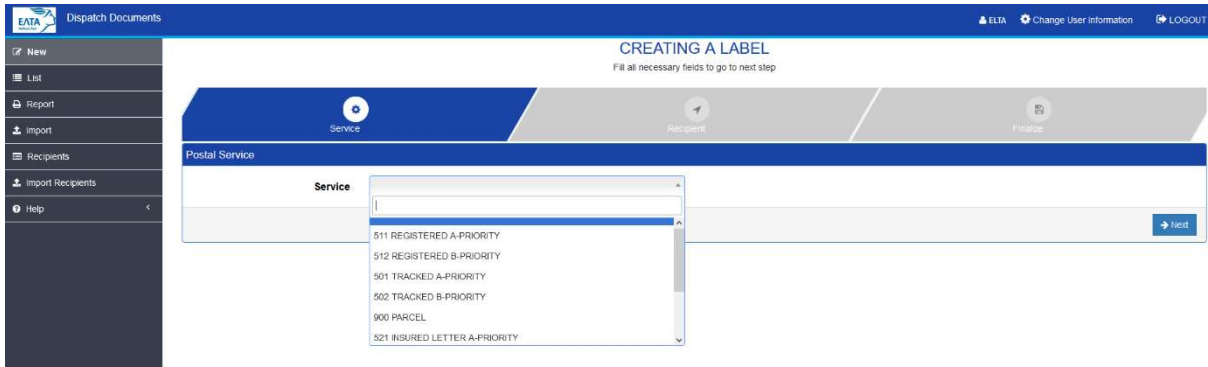 ΕΛΤΑ
Dispatch Documents
ELTA
Change User Information
LOGOUT
New
List
Report
Import
Recipients
Import Recipients
Help
CREATING A LABEL
Fill all necessary fields to go to next step
Service
Recipient
Finalize
Postal Service
Service
511 REGISTERED A-PRIORITY
512 REGISTERED B-PRIORITY
501 TRACKED A-PRIORITY
502 TRACKED B-PRIORITY
900 PARCEL
521 INSURED LETTER A-PRIORITY
Next